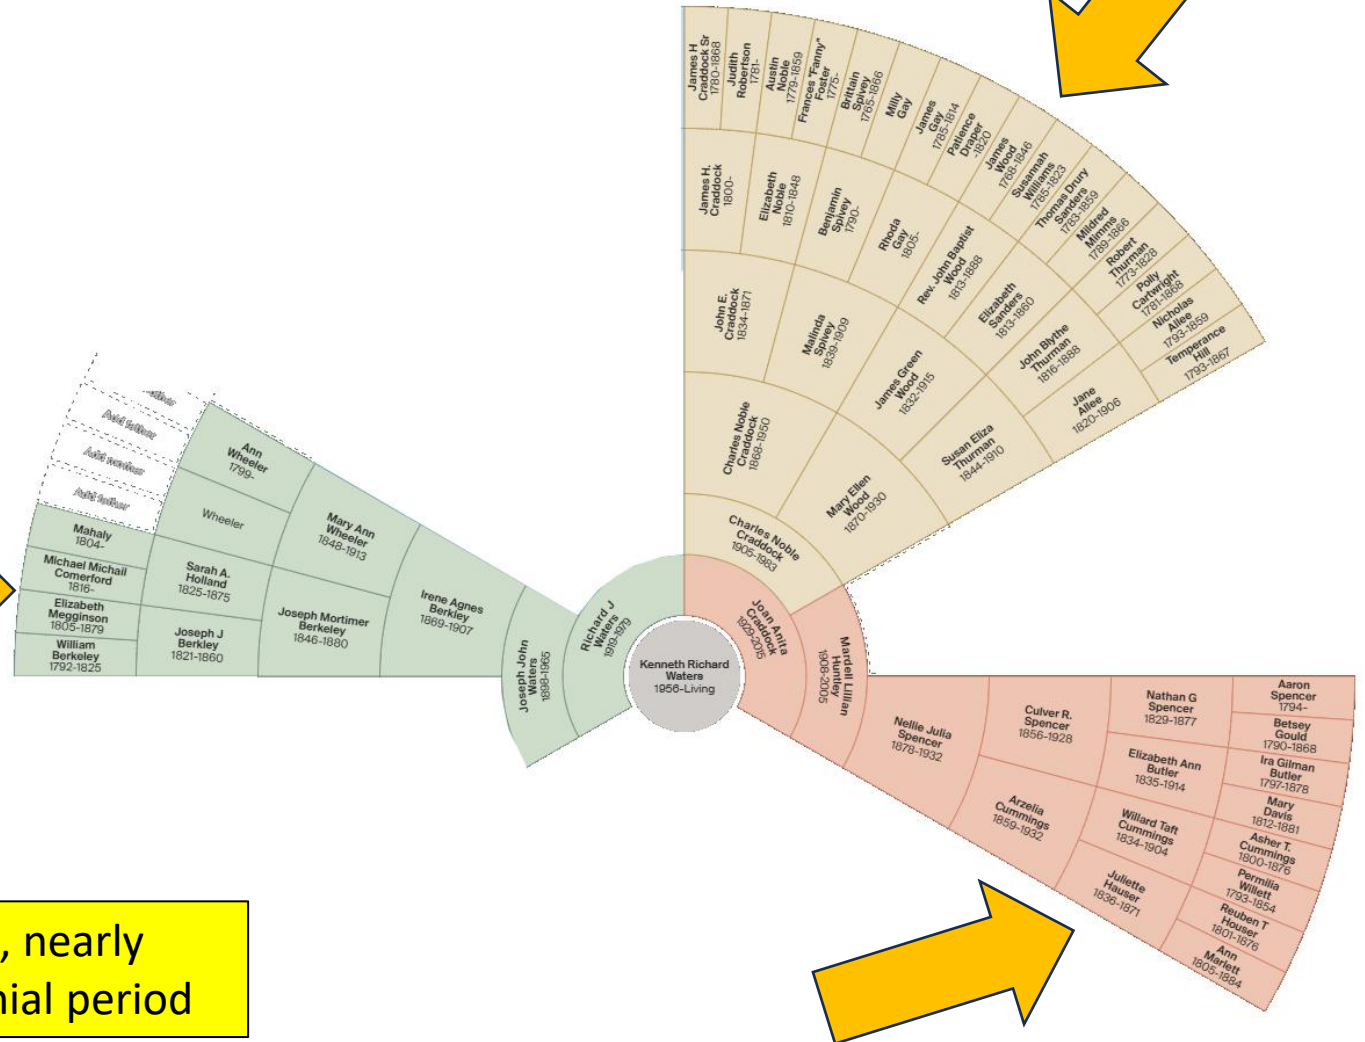 James H
Craddock Sr
1780-1868
Judith
Robertson
1781-
Austin
Noble
1779-1859
Frances "Fanny"
Foster
1775-
Brittain
Spivey
1765-1866
Milly
Gay
James
Gay
1785-1814
Patience
Draper
-1820
James
Wood
1768-1846
Susannah
Williams
1785-1823
Thomas Drury
Sanders
1783-1859
Mildred
Mimms
1789-1866
Robert
Thurman
1773-1828
Polly
Cartwright
1781-1868
Nicholas
Allee
1793-1859
Temperance
Hill
1793-1867
James H.
Craddock
1800-
Elizabeth
Noble
1810-1848
Benjamin
Spivey
1790-
Rhoda
Gay
1805-
Rev. John Baptist
Wood
1813-1888
Elizabeth
Sanders
1813-1860
John Blythe
Thurman
1816-1888
Jane
Allee
1820-1906
John E.
Craddock
1834-1871
Malinda
Spivey
1839-1909
James Green
Wood
1832-1915
Susan Eliza
Thurman
1844-1910
Charles Noble
Craddock
1868-1950
Mary Ellen
Wood
1870-1930
Charles Noble
Craddock
1905-1983
Add father
Add mother
Add father
Ann
Wheeler
1799-
Wheeler
Mahaly
1804-
Michael Michail
Comerford
1816-
Elizabeth
Megginson
1805-1879
William
Berkeley
1792-1825
Sarah A.
Holland
1825-1875
Joseph J
Berkley
1821-1860
Mary Ann
Wheeler
1848-1913
Joseph Mortimer
Berkeley
1846-1880
Irene Agnes
Berkley
1869-1907
Joseph John
Waters
1898-1965
Richard J
Waters
1919-1979
Kenneth Richard
Waters
1956-Living
Joan Anita
Craddock
1929-2015
Mardell Lillian
Huntley
1908-2005
Nellie Julia
Spencer
1878-1932
Culver R.
Spencer
1856-1928
Arzelia
Cummings
1859-1932
Nathan G
Spencer
1829-1877
Elizabeth Ann
Butler
1835-1914
Willard Taft
Cummings
1834-1904
Juliette
Hauser
1836-1871
Aaron
Spencer
1794-
Betsey
Gould
1790-1868
Ira Gilman
Butler
1797-1878
Mary
Davis
1812-1881
Asher T.
Cummings
1800-1876
Permilia
Willett
1793-1854
Reuben T
Houser
1801-1876
Ann
Marlett
1805-1884
, nearly
nial period